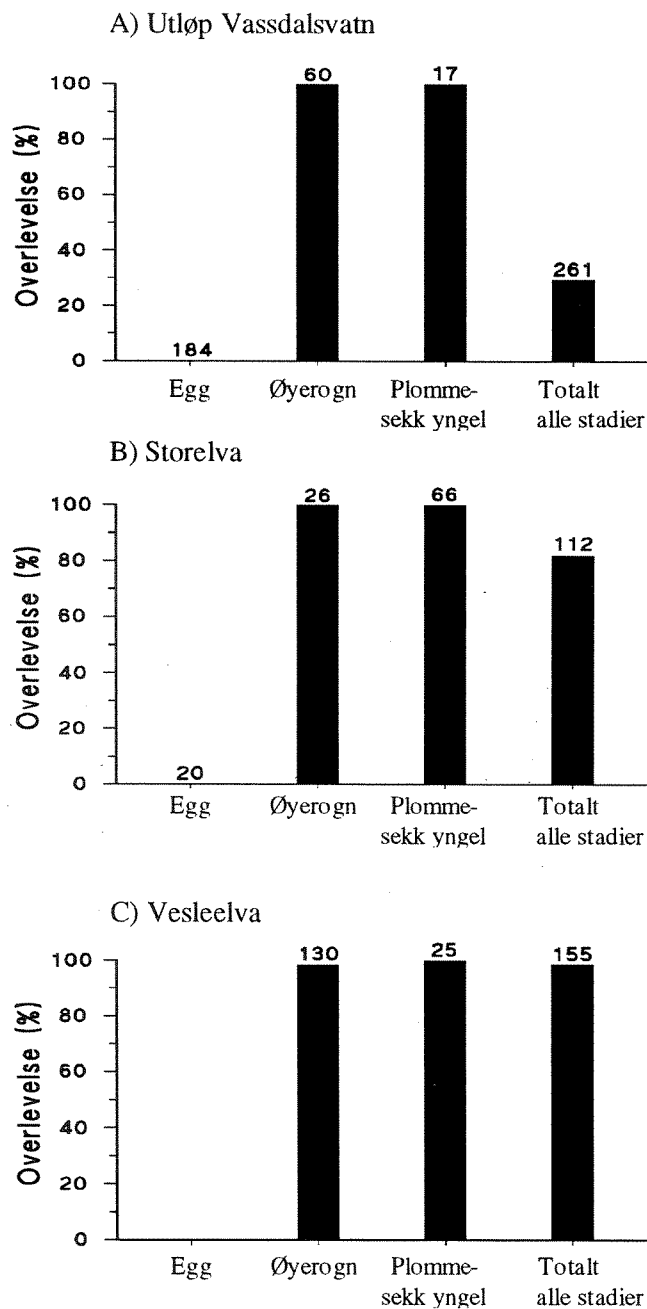 A) Utløp Vassdalsvatn
Overlevelse (%)
100
80
60
40
20
0
184
60
17
261
Egg
Øyerogn
Plomme-
sekk yngel
Totalt
alle stadier
B) Storelva
Overlevelse (%)
100
80
60
40
20
0
20
26
66
112
Egg
Øyerogn
Plomme-
sekk yngel
Totalt
alle stadier
C) Vesleelva
Overlevelse (%)
100
80
60
40
20
0
130
25
155
Egg
Øyerogn
Plomme-
sekk yngel
Totalt
alle stadier